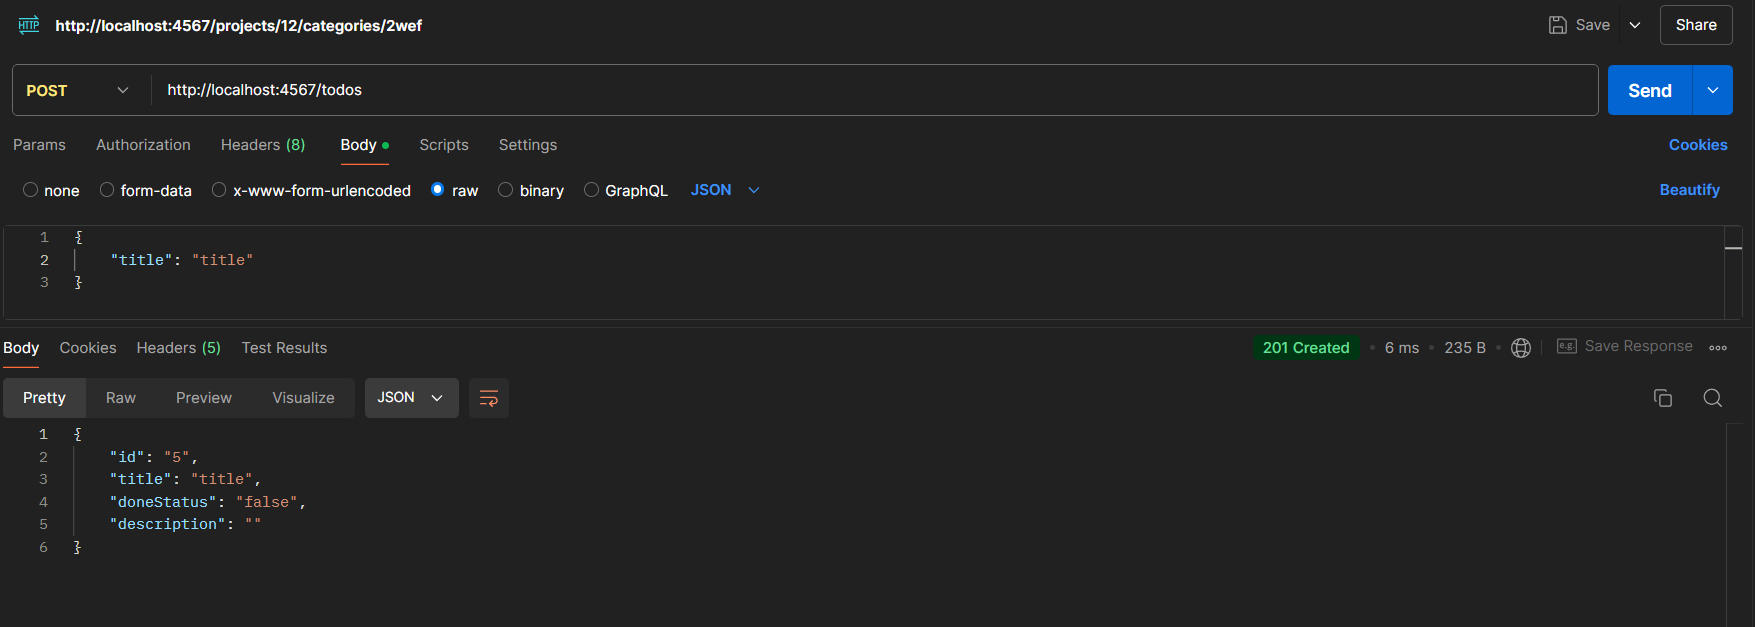 HTTP http://localhost:4567/projects/12/categories/2wef Save Share
POST http://localhost:4567/todos Send
Params Authorization Headers (8) Body Scripts Settings Cookies
none form-data x-www-form-urlencoded raw binary GraphQL JSON Beautify
1 {
2 "title": "title"
3 }
Body Cookies Headers (5) Test Results 201 Created 6 ms 235 B e.g. Save Response
Pretty Raw Preview Visualize JSON
1 {
2 "id": "5",
3 "title": "title",
4 "doneStatus": "false",
5 "description": ""
6 }